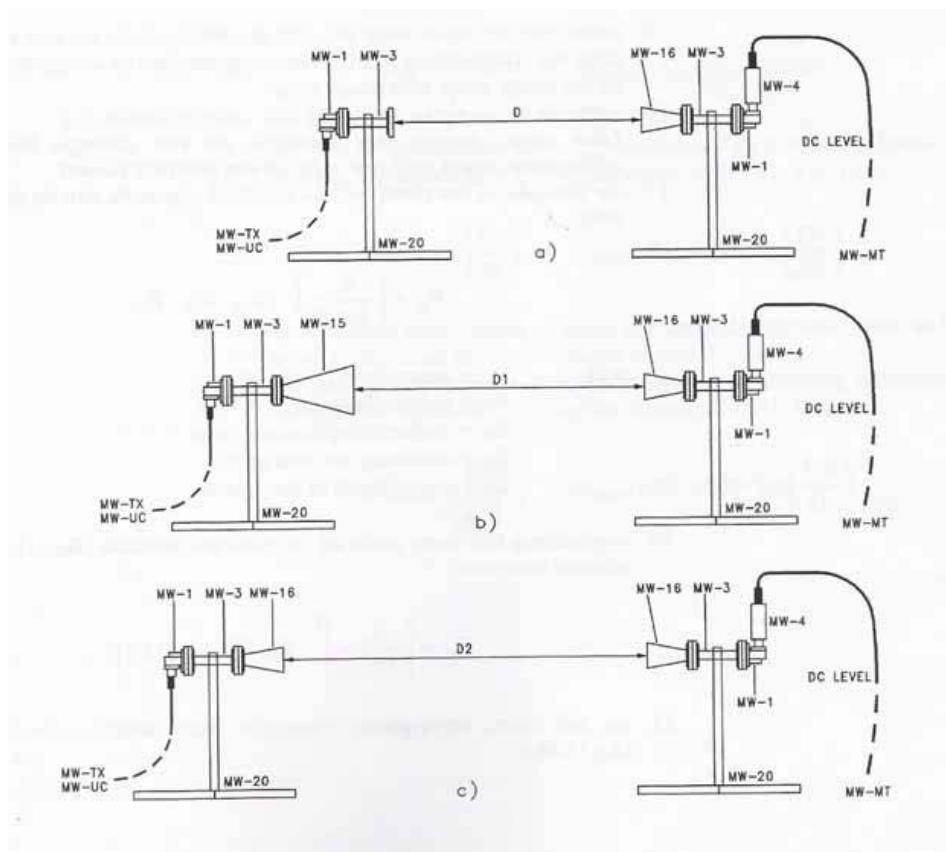 MW-1 MW-3
MW-16 MW-3
MW-4
D
DC LEVEL
MW-1
MW-TX
MW-UC
MW-20
MW-20
MW-MT
a)
MW-1 MW-3 MW-15
MW-16 MW-3
MW-4
D1
DC LEVEL
MW-1
MW-TX
MW-UC
MW-20
MW-20
MW-MT
b)
MW-1 MW-3 MW-16
MW-16 MW-3
MW-4
D2
DC LEVEL
MW-1
MW-TX
MW-UC
MW-20
MW-20
MW-MT
c)